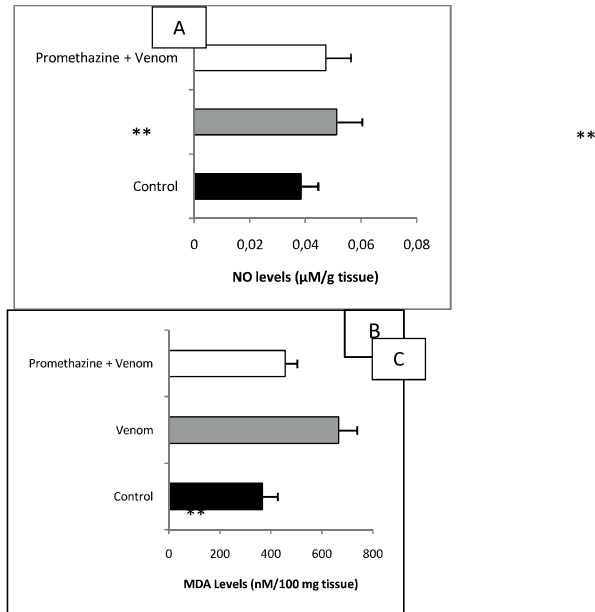 A
Promethazine + Venom
**
**
Control
0 0,02 0,04 0,06 0,08
NO levels (µM/g tissue)
B
C
Promethazine + Venom
Venom
Control
**
0 200 400 600 800
MDA Levels (nM/100 mg tissue)